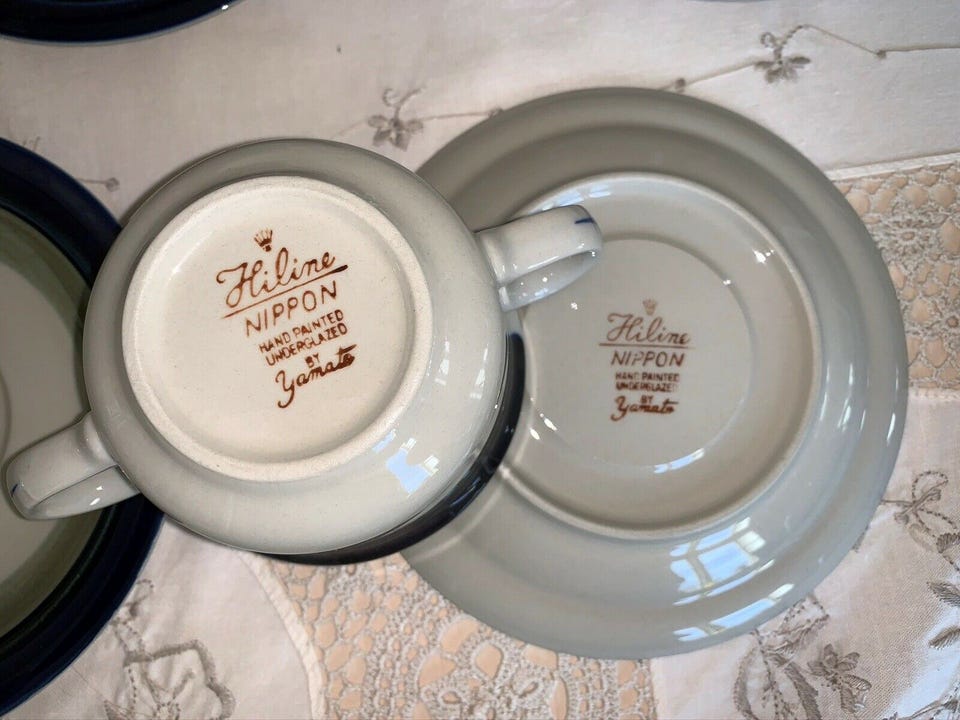 Hiline
NIPPON
HAND PAINTED
UNDERGLAZED
BY
Yamato
Hiline
NIPPON
HAND PAINTED
UNDERGLAZED
BY
Yamato